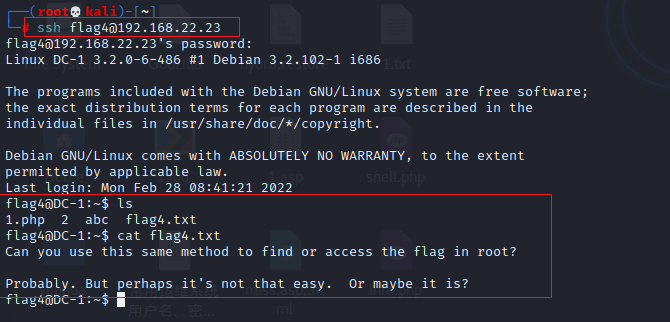 ┌──(root💀kali)-[~]
└─# ssh flag4@192.168.22.23
flag4@192.168.22.23's password:
Linux DC-1 3.2.0-6-486 #1 Debian 3.2.102-1 i686
The programs included with the Debian GNU/Linux system are free software;
the exact distribution terms for each program are described in the
individual files in /usr/share/doc/*/copyright.
Debian GNU/Linux comes with ABSOLUTELY NO WARRANTY, to the extent
permitted by applicable law.
Last login: Mon Feb 28 08:41:21 2022
flag4@DC-1:~$ ls
1.php  2  abc  flag4.txt
flag4@DC-1:~$ cat flag4.txt
Can you use this same method to find or access the flag in root?
Probably. But perhaps it's not that easy.  Or maybe it is?
flag4@DC-1:~$